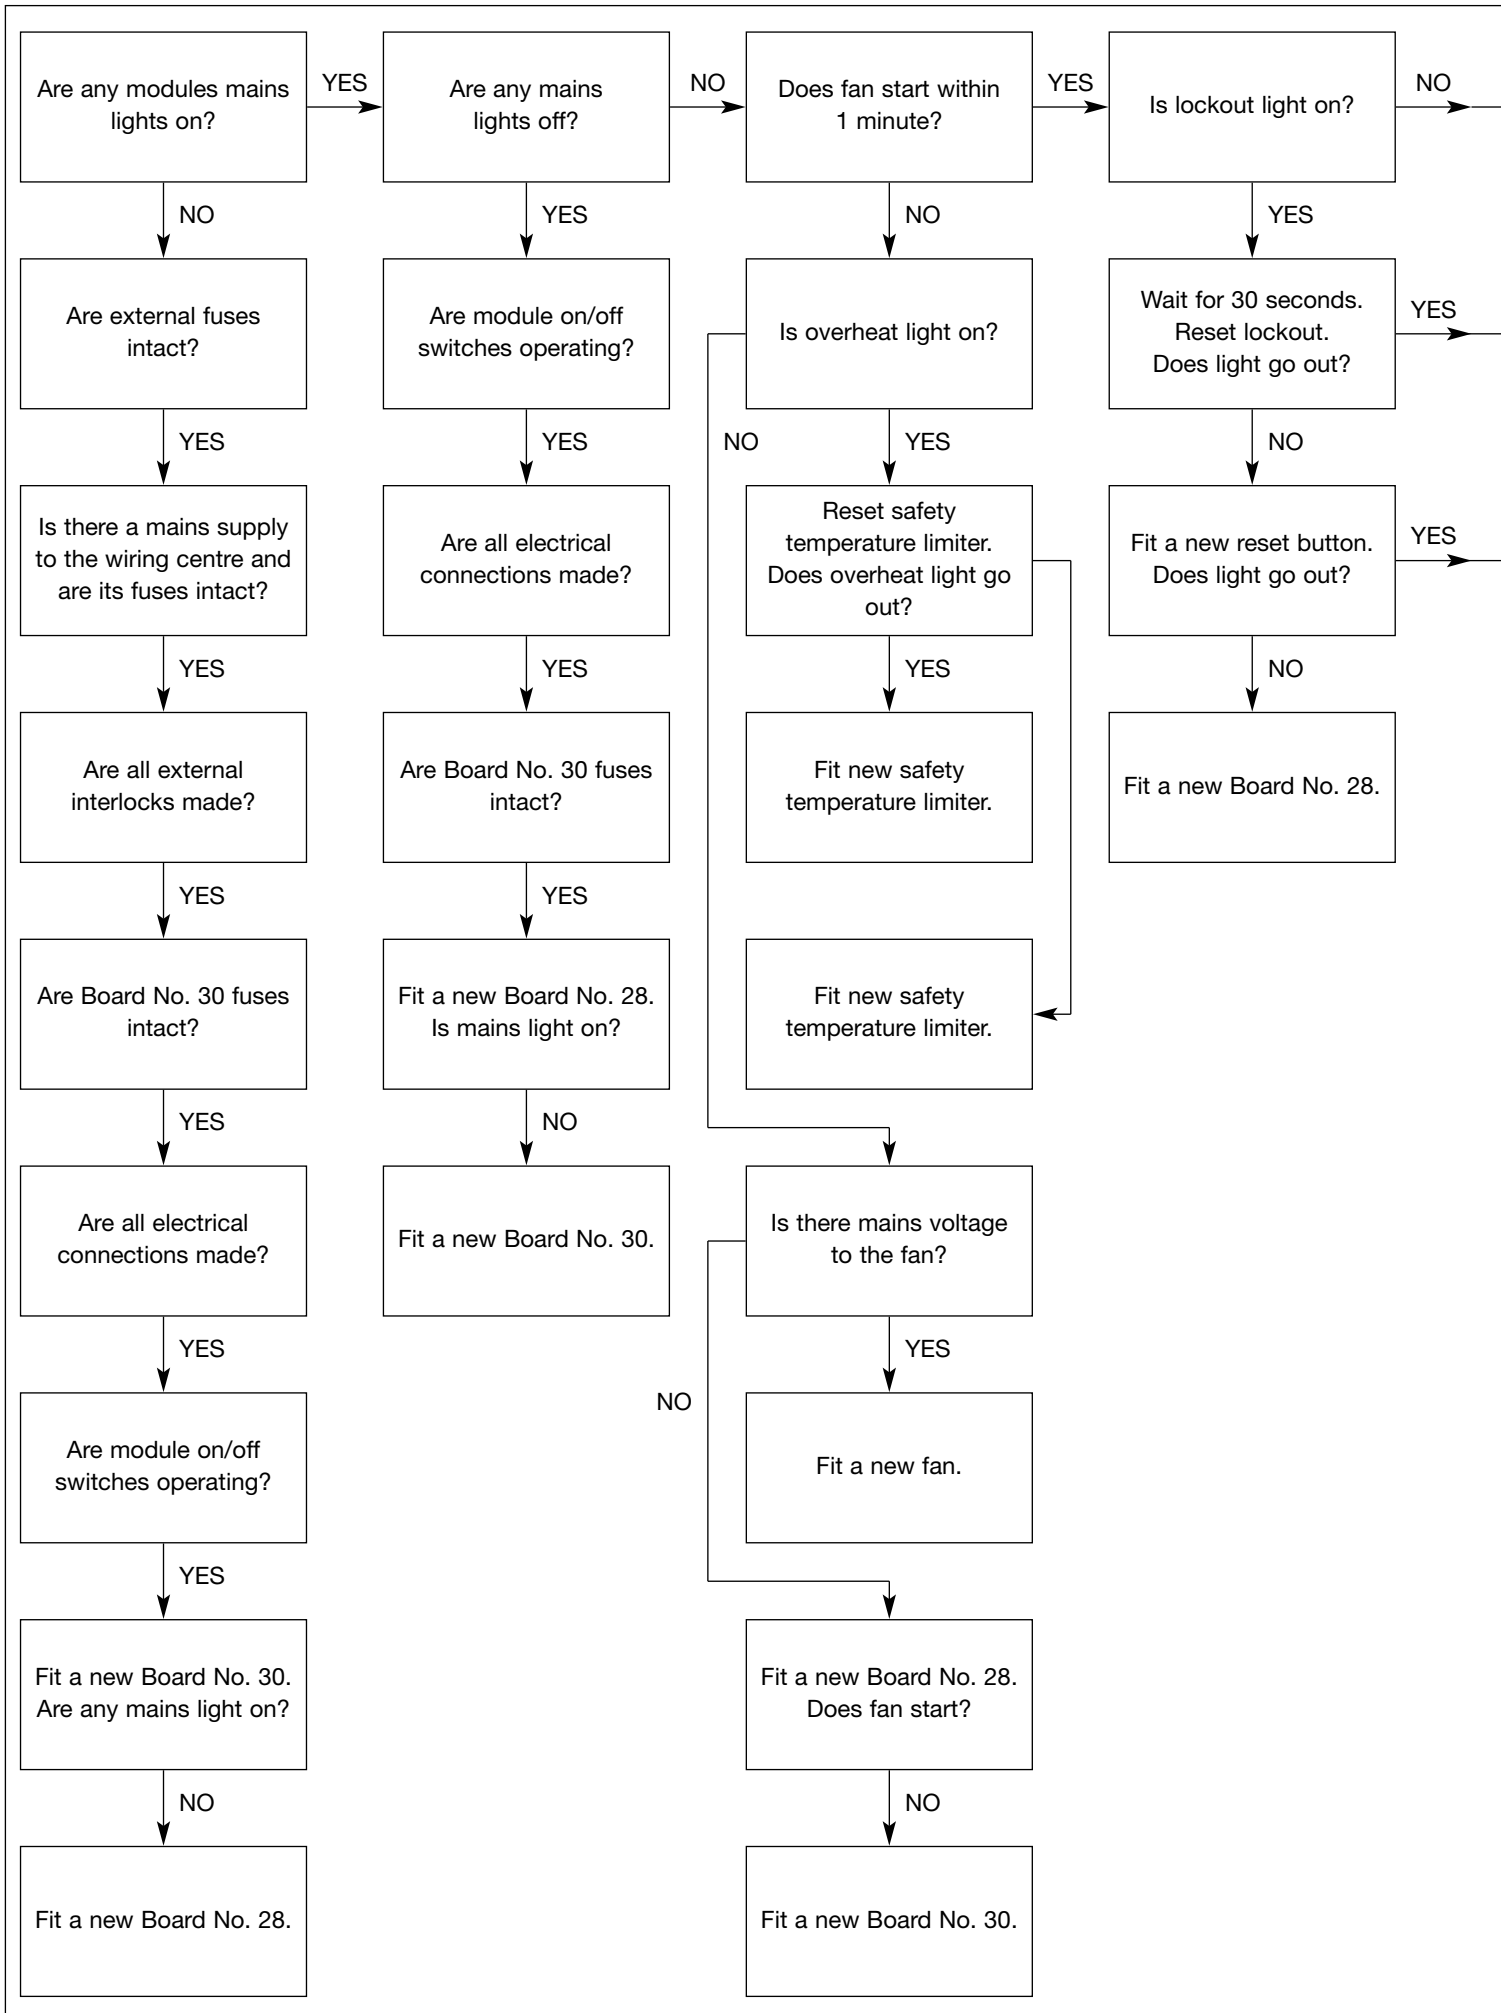 Are any modules mains
lights on?
YES
Are any mains
lights off?
NO
Does fan start within
1 minute?
YES
Is lockout light on?
NO
NO
YES
NO
YES
Are external fuses
intact?
Are module on/off
switches operating?
Is overheat light on?
Wait for 30 seconds.
Reset lockout.
Does light go out?
YES
YES
YES
NO
YES
NO
Is there a mains supply
to the wiring centre and
are its fuses intact?
Are all electrical
connections made?
Reset safety
temperature limiter.
Does overheat light go
out?
Fit a new reset button.
Does light go out?
YES
YES
YES
YES
NO
Are all external
interlocks made?
Are Board No. 30 fuses
intact?
Fit new safety
temperature limiter.
Fit a new Board No. 28.
YES
YES
Are Board No. 30 fuses
intact?
Fit a new Board No. 28.
Is mains light on?
Fit new safety
temperature limiter.
YES
NO
Are all electrical
connections made?
Fit a new Board No. 30.
Is there mains voltage
to the fan?
YES
YES
NO
Are module on/off
switches operating?
Fit a new fan.
YES
Fit a new Board No. 30.
Are any mains light on?
Fit a new Board No. 28.
Does fan start?
NO
NO
Fit a new Board No. 28.
Fit a new Board No. 30.